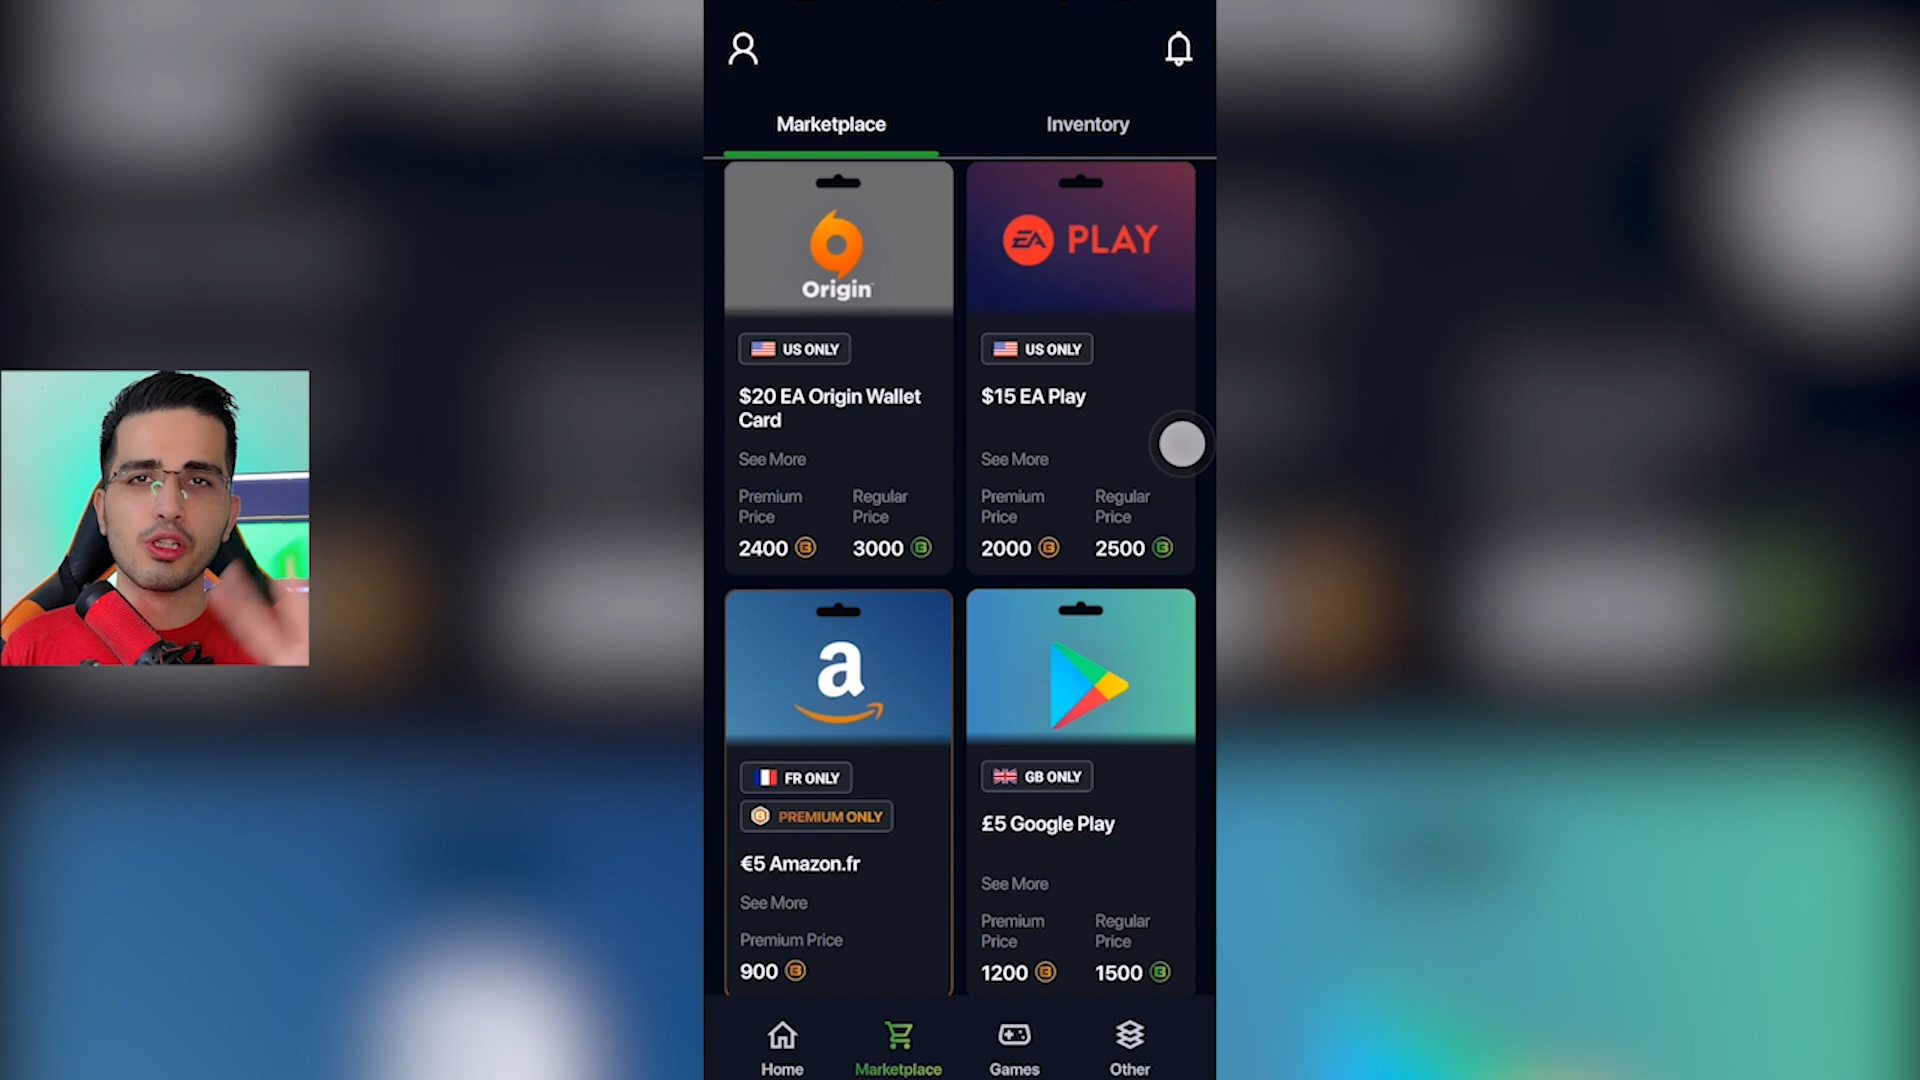 Marketplace
Inventory
Origin
EA PLAY
US ONLY
US ONLY
$20 EA Origin Wallet
Card
$15 EA Play
See More
See More
Premium
Price
Regular
Price
Premium
Price
Regular
Price
2400
3000
2000
2500
a
FR ONLY
GB ONLY
PREMIUM ONLY
£5 Google Play
€5 Amazon.fr
See More
See More
Premium Price
Premium
Price
Regular
Price
900
1200
1500
Home
Marketplace
Games
Other